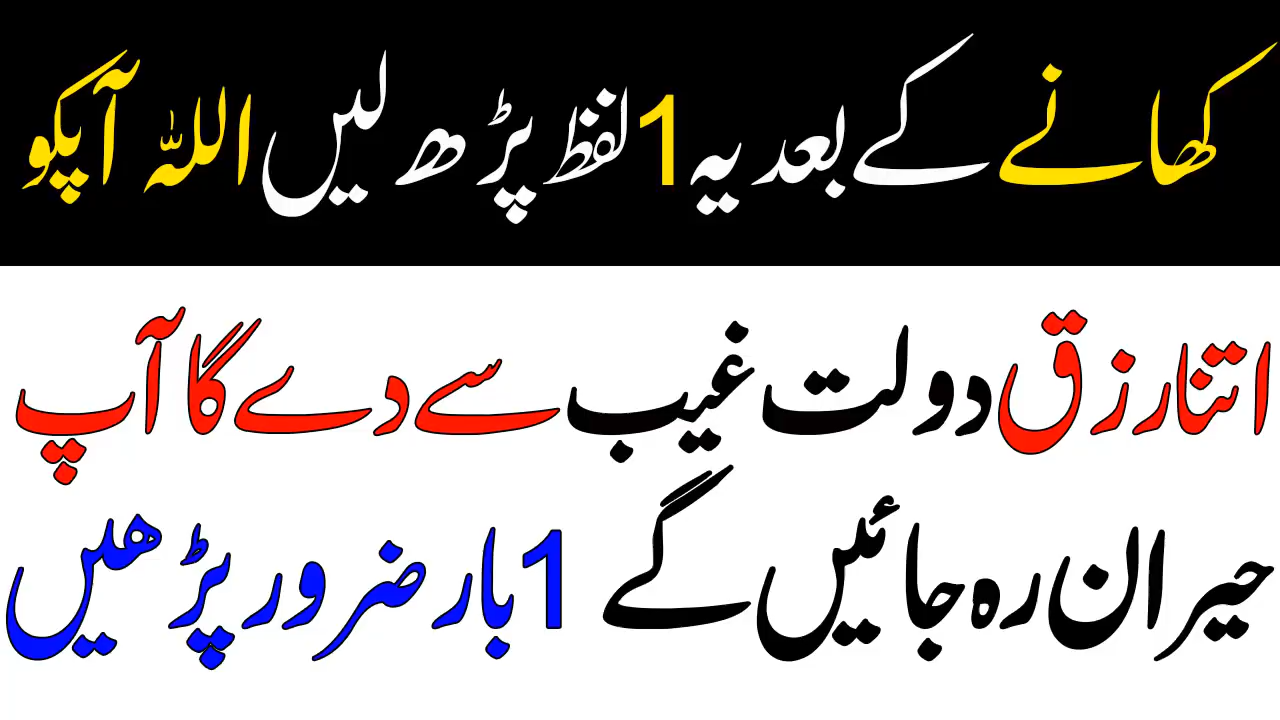 کھانے کے بعد یہ 1 لفظ پڑھ لیں اللہ آپکو
اتنا رزق دولت غیب سے دے گا آپ
حیران رہ جائیں گے 1 بار ضرور پڑھیں